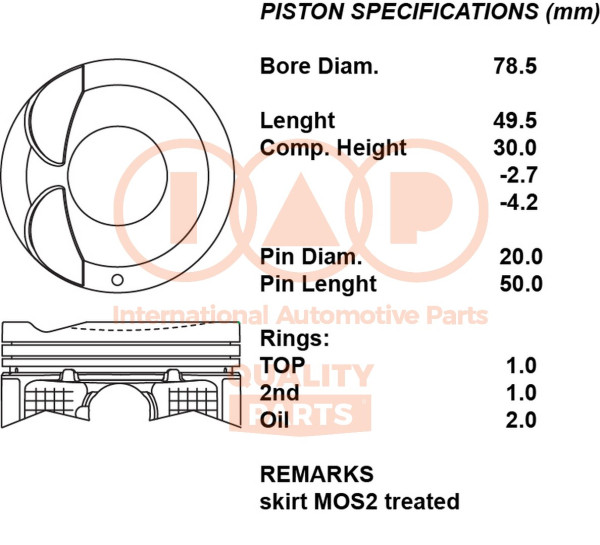 PISTON SPECIFICATIONS (mm)
Bore Diam. 78.5
Lenght 49.5
Comp. Height 30.0
-2.7
-4.2
IAP
Pin Diam. 20.0
Pin Lenght 50.0
International Automotive Parts
Rings:
TOP 1.0
QUALITY
2nd 1.0
PARTS
Oil 2.0
REMARKS
skirt MOS2 treated